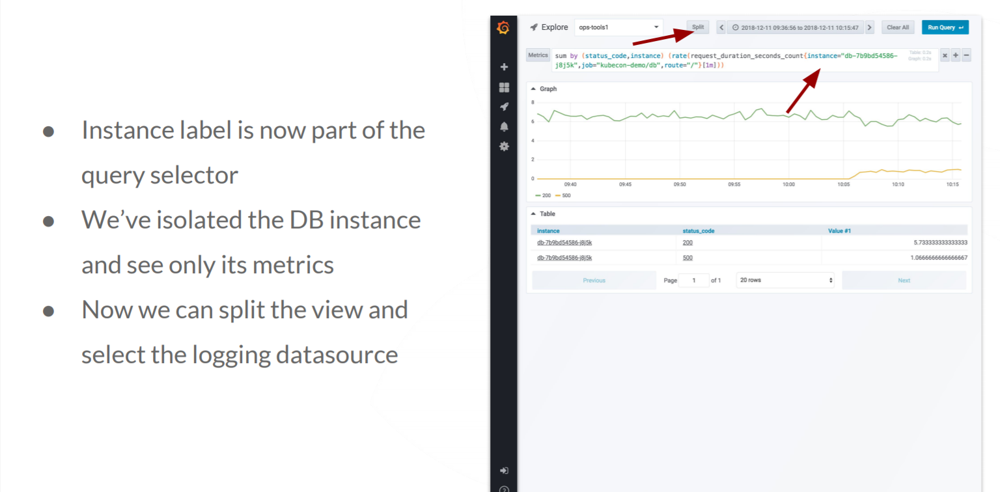 ● Instance label is now part of the
query selector
● We’ve isolated the DB instance
and see only its metrics
● Now we can split the view and
select the logging datasource
Explore ops-tools1 Split 2018-12-11 09:36:56 to 2018-12-11 10:15:47 Clear All Run Query
Metrics sum by (status_code,instance) (rate(request_duration_seconds_count{instance="db-7b9bd54586-
j8j5k",job="kubecon-demo/db",route="/"}[1m]))
Table: 0.2s
Graph: 0.2s
Graph
8
6
4
2
0
09:40 09:45 09:50 09:55 10:00 10:05 10:10 10:15
200 500
Table
instance status_code Value #1
db-7b9bd54586-j8j5k 200 5.733333333333333
db-7b9bd54586-j8j5k 500 1.0666666666666667
Previous Page 1 of 1 20 rows Next